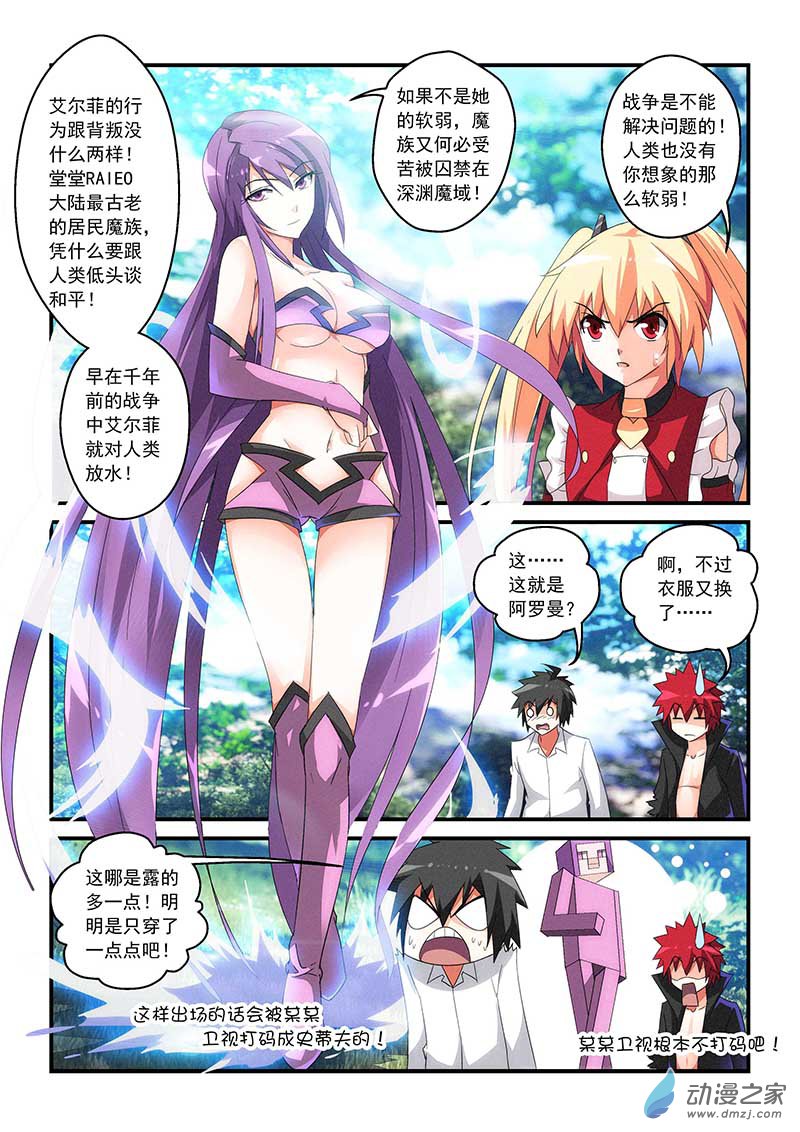 战争是不能
解决问题的！
人类也没有
你想象的那
么软弱！
如果不是她
的软弱，魔
族又何必受
苦被囚禁在
深渊魔域！
艾尔菲的行
为跟背叛没
什么两样！
堂堂RAIEO
大陆最古老
的居民魔族，
凭什么要跟
人类低头谈
和平！
早在千年
前的战争
中艾尔菲
就对人类
放水！
这……
这就是
阿罗曼？
啊，不过
衣服又换
了……
这哪是露的
多一点！明
明是只穿了
一点点吧！
这样出场的话会被某某
卫视打码成史蒂夫的！
某某卫视根本不打码吧！
动漫之家
www.dmzj.com